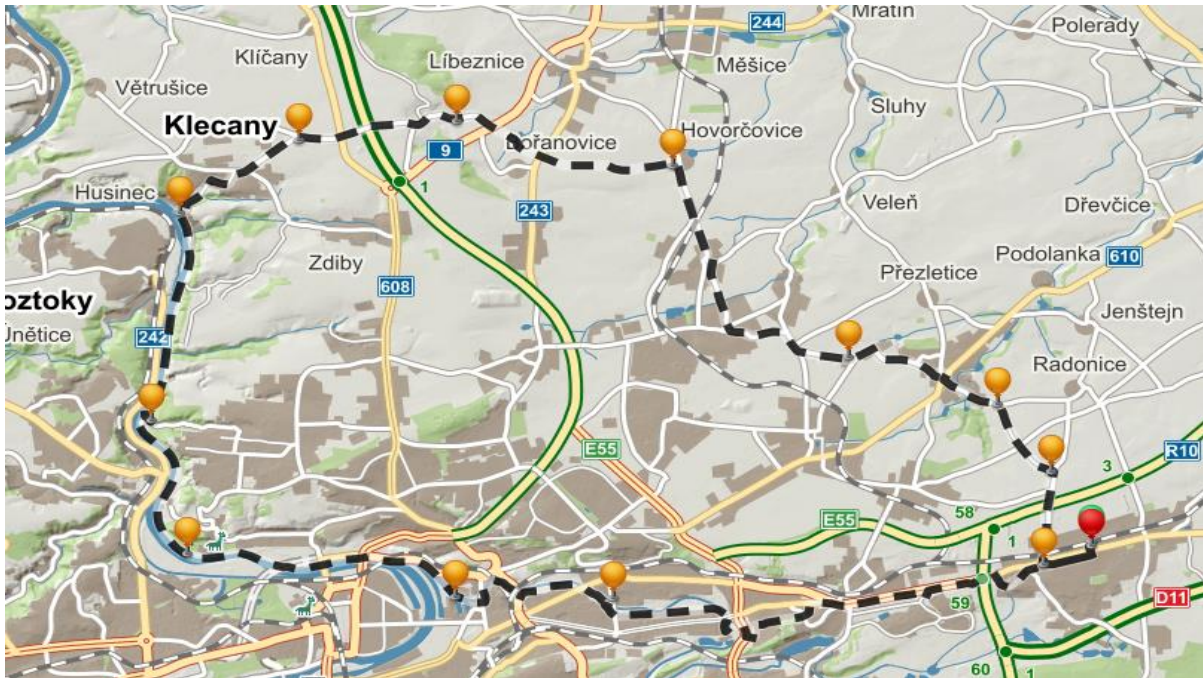 Mratín
244
Polerady
Klíčany
Líbeznice
Měšice
Větrušice
Sluhy
Klecany
Hovorčovice
Bořanovice
9
1
Husinec
Veleň
Dřevčice
243
Podolanka
610
Zdiby
Přezletice
608
oztoky
Únětice
242
Jenštejn
Radonice
E55
R10
3
58
E55
1
59
D11
60
1